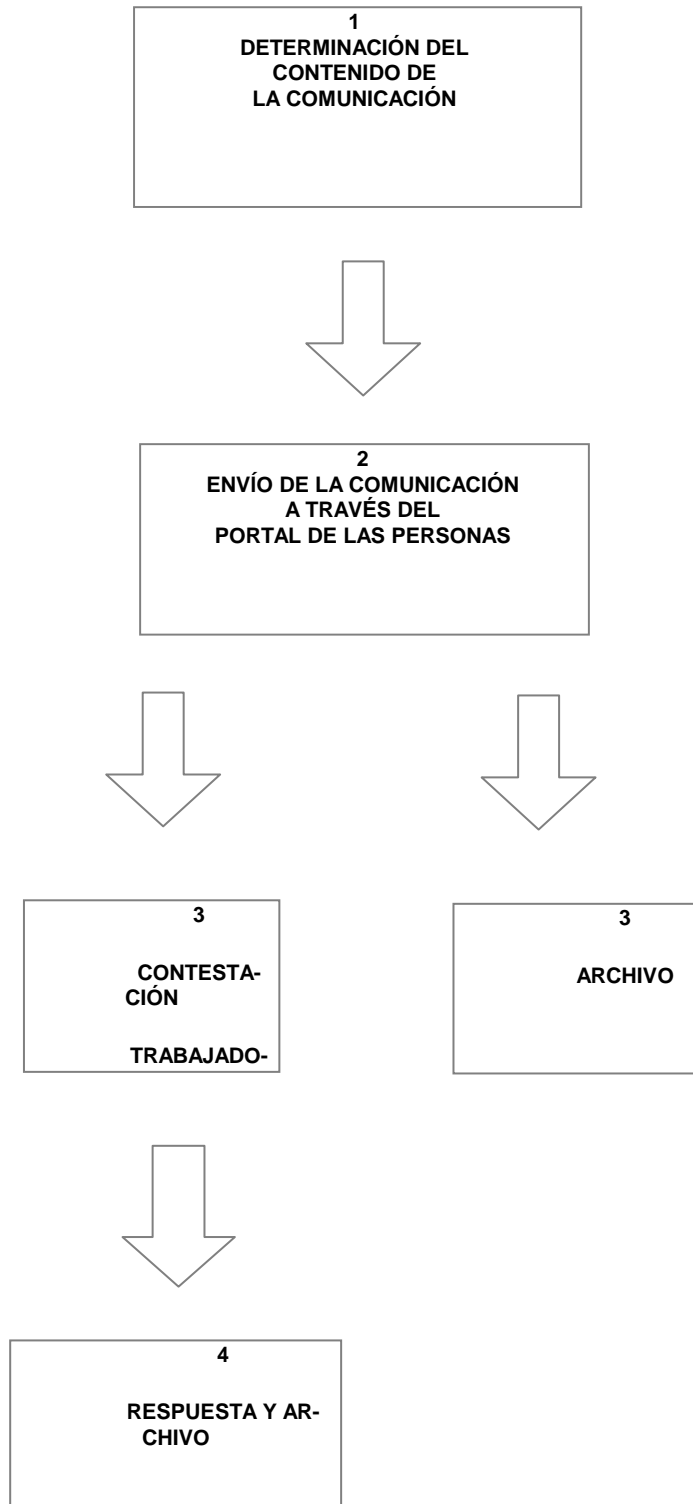 1
DETERMINACIÓN DEL
CONTENIDO DE
LA COMUNICACIÓN
2
ENVÍO DE LA COMUNICACIÓN
A TRAVÉS DEL
PORTAL DE LAS PERSONAS
3
CONTESTA-
CIÓN
TRABAJADO-
3
ARCHIVO
4
RESPUESTA Y AR-
CHIVO